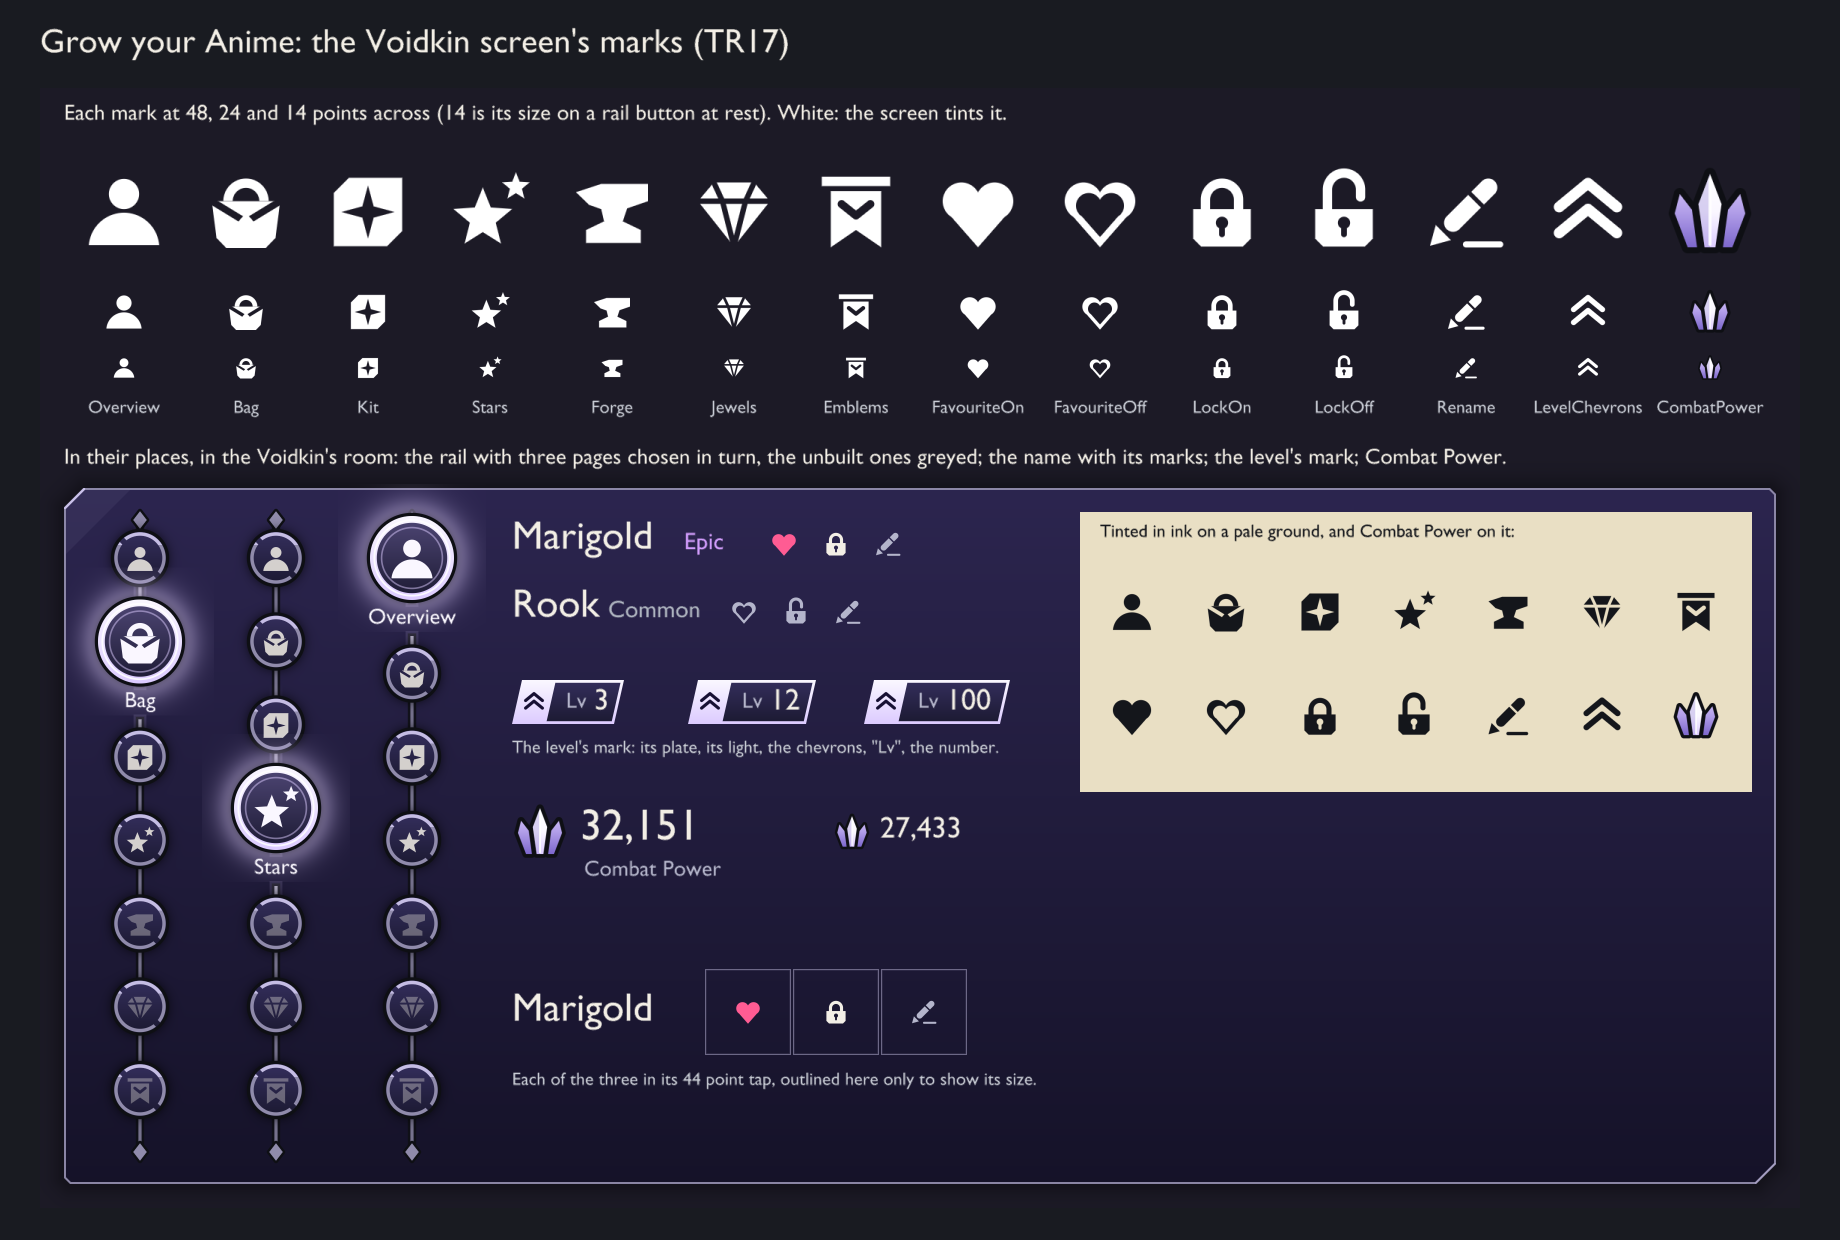 Grow your Anime: the Voidkin screen's marks (TR17)
Each mark at 48, 24 and 14 points across (14 is its size on a rail button at rest). White: the screen tints it.
Overview Bag Kit Stars Forge Jewels Emblems FavouriteOn FavouriteOff LockOn LockOff Rename LevelChevrons CombatPower
In their places, in the Voidkin's room: the rail with three pages chosen in turn, the unbuilt ones greyed; the name with its marks; the level's mark; Combat Power.
Bag
Stars
Overview
Marigold Epic
Rook Common
Lv 3 Lv 12 Lv 100
The level's mark: its plate, its light, the chevrons, "Lv", the number.
32,151 27,433
Combat Power
Marigold
Each of the three in its 44 point tap, outlined here only to show its size.
Tinted in ink on a pale ground, and Combat Power on it: